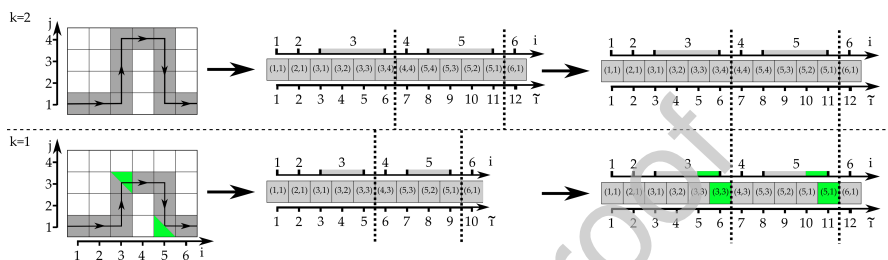 k=2
j
4
3
2
1
1 2 3 4 5 6 i
(1,1) (2,1) (3,1) (3,2) (3,3) (3,4) (4,4) (5,4) (5,3) (5,2) (5,1) (6,1)
1 2 3 4 5 6 7 8 9 10 11 12 ĩ
1 2 3 4 5 6 i
(1,1) (2,1) (3,1) (3,2) (3,3) (3,4) (4,4) (5,4) (5,3) (5,2) (5,1) (6,1)
1 2 3 4 5 6 7 8 9 10 11 12 ĩ
k=1
j
4
3
2
1
1 2 3 4 5 6 i
1 2 3 4 5 6 i
(1,1) (2,1) (3,1) (3,2) (3,3) (4,3) (5,3) (5,2) (5,1) (6,1)
1 2 3 4 5 6 7 8 9 10 ĩ
1 2 3 4 5 6 i
(1,1) (2,1) (3,1) (3,2) (3,3) (3,3) (4,3) (5,3) (5,2) (5,1) (5,1) (6,1)
1 2 3 4 5 6 7 8 9 10 11 12 ĩ
roof